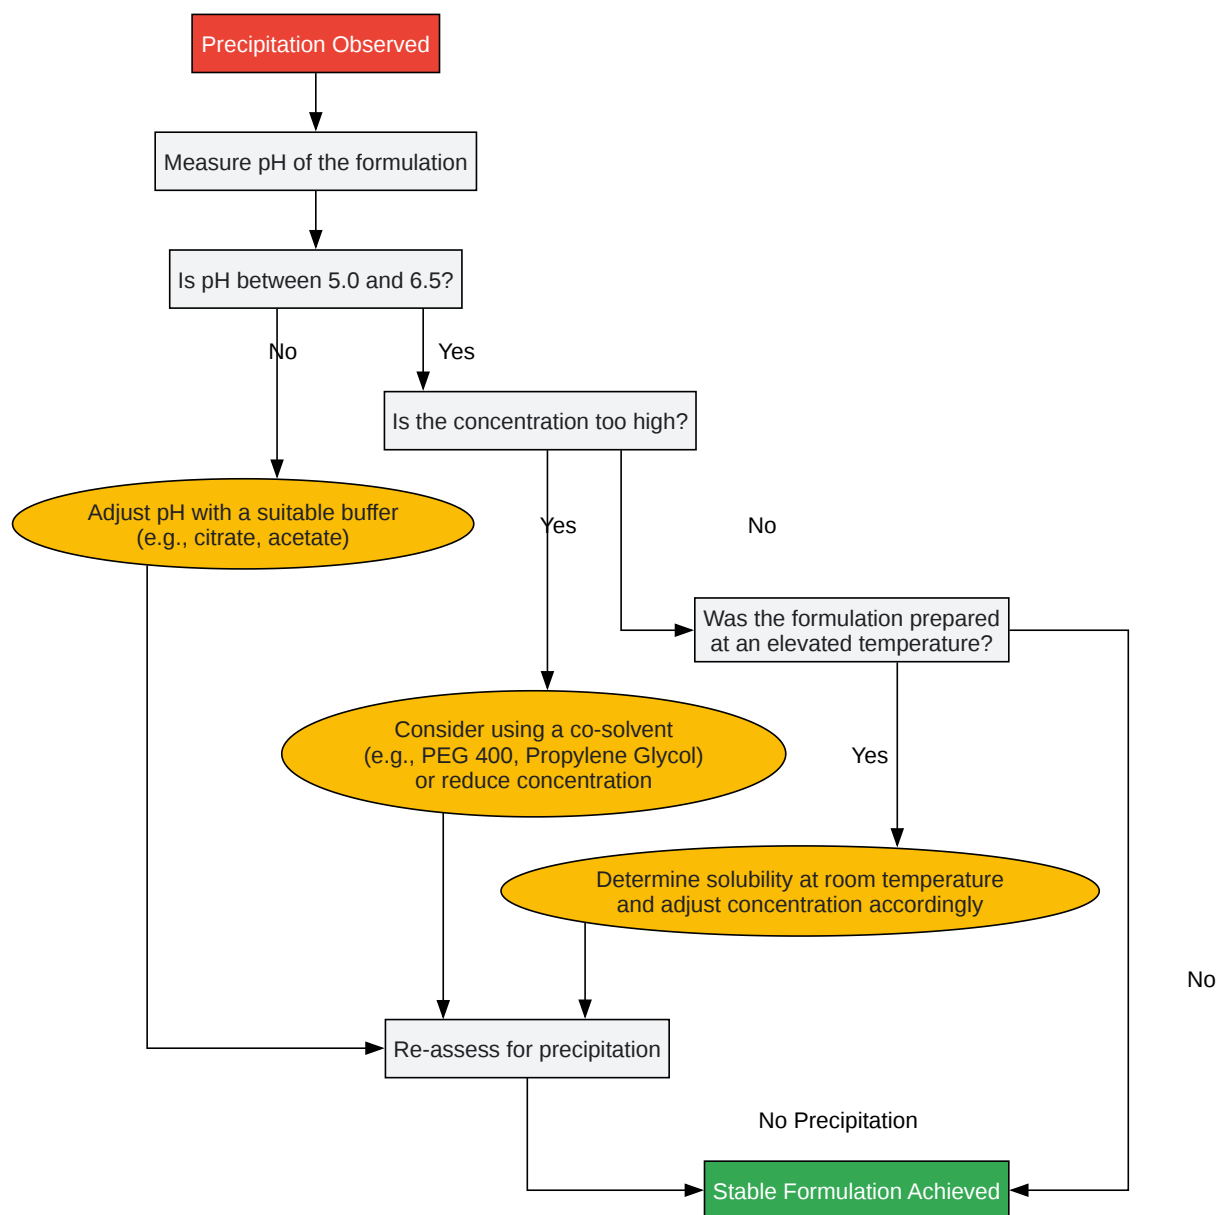 Precipitation Observed
Measure pH of the formulation
Is pH between 5.0 and 6.5?
No
Yes
Is the concentration too high?
Adjust pH with a suitable buffer
(e.g., citrate, acetate)
Yes
No
Was the formulation prepared
at an elevated temperature?
Consider using a co-solvent
(e.g., PEG 400, Propylene Glycol)
or reduce concentration
Yes
Determine solubility at room temperature
and adjust concentration accordingly
No
Re-assess for precipitation
No Precipitation
Stable Formulation Achieved